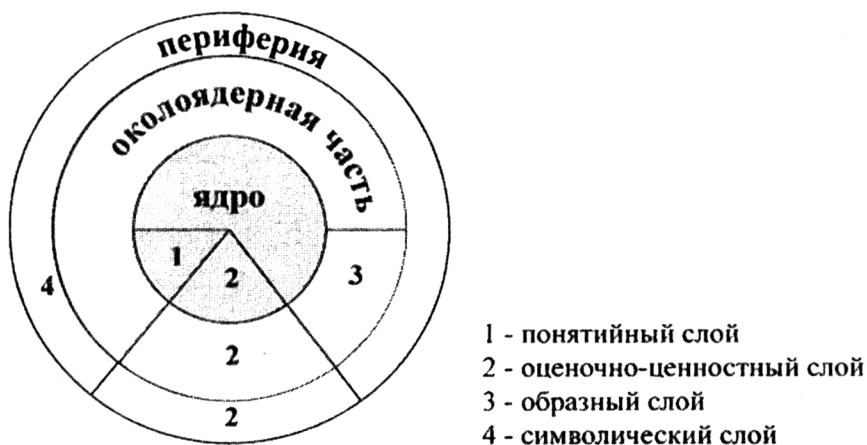 периферия
околоядерная часть
ядро
1
2
3
4
2
2
1 - понятийный слой
2 - оценочно-ценностный слой
3 - образный слой
4 - символический слой